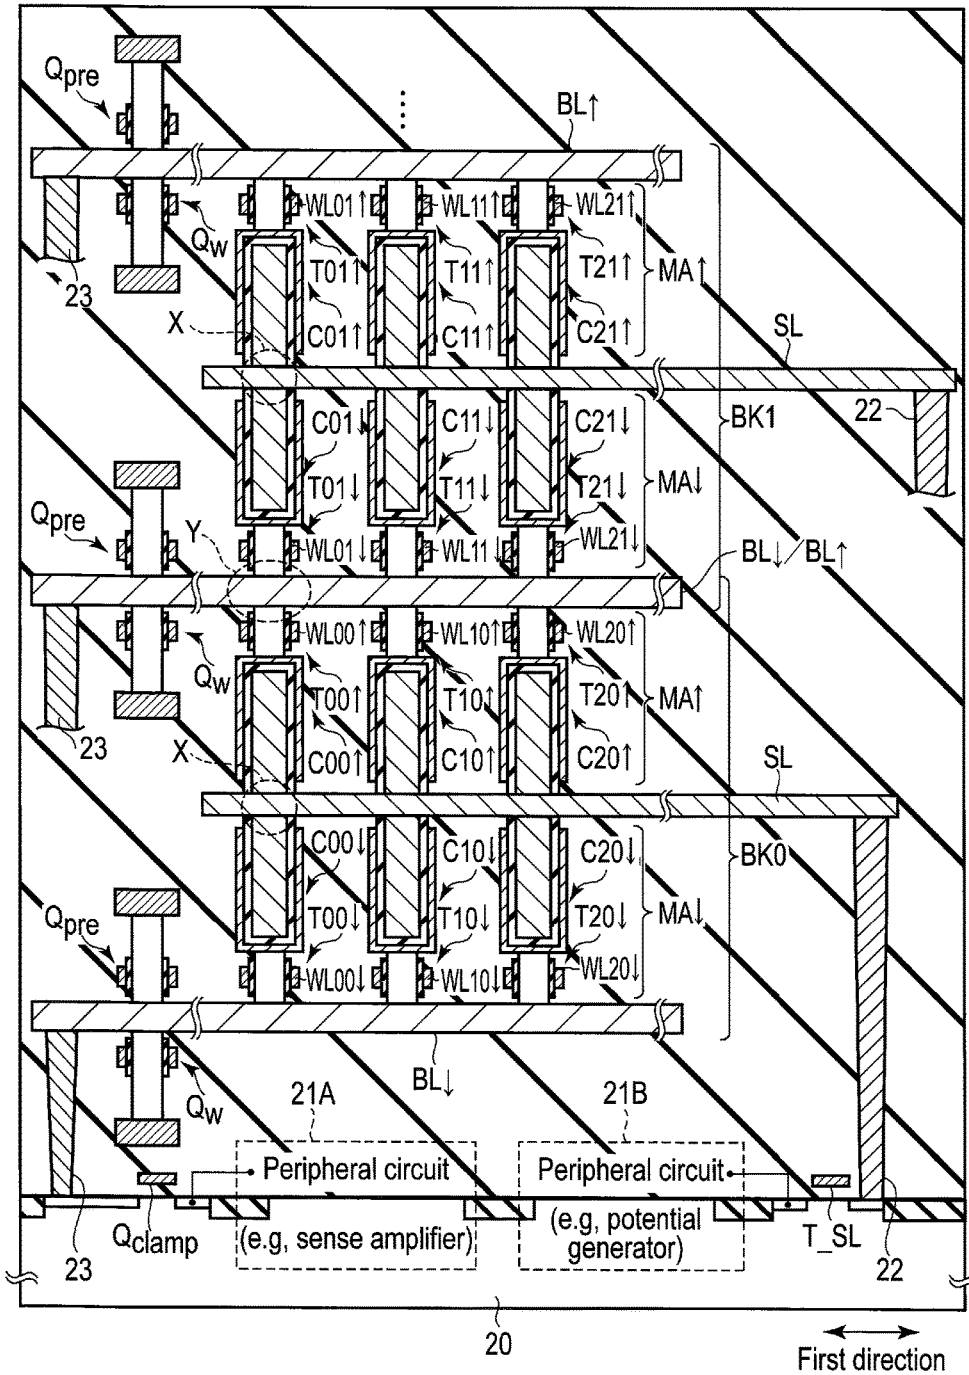 Qpre
BL↑
WL01↑ WL11↑ WL21↑
Qw
T01↑ T11↑ T21↑ MA↑
23
X
C01↑ C11↑ C21↑
SL
22
C01↓ C11↓ C21↓
BK1
T01↓ T11↓ T21↓ MA↓
Qpre Y
WL01↓ WL11↓ WL21↓
BL↓/BL↑
WL00↑ WL10↑ WL20↑
Qw
T00↑ T10↑ T20↑ MA↑
23
X
C00↑ C10↑ C20↑
SL
C00↓ C10↓ C20↓ BK0
Qpre
T00↓ T10↓ T20↓ MA↓
WL00↓ WL10↓ WL20↓
BL↓
Qw
21A 21B
Peripheral circuit Peripheral circuit
(e.g, sense amplifier) (e.g, potential
generator)
Qclamp T_SL
23 22
20
First direction